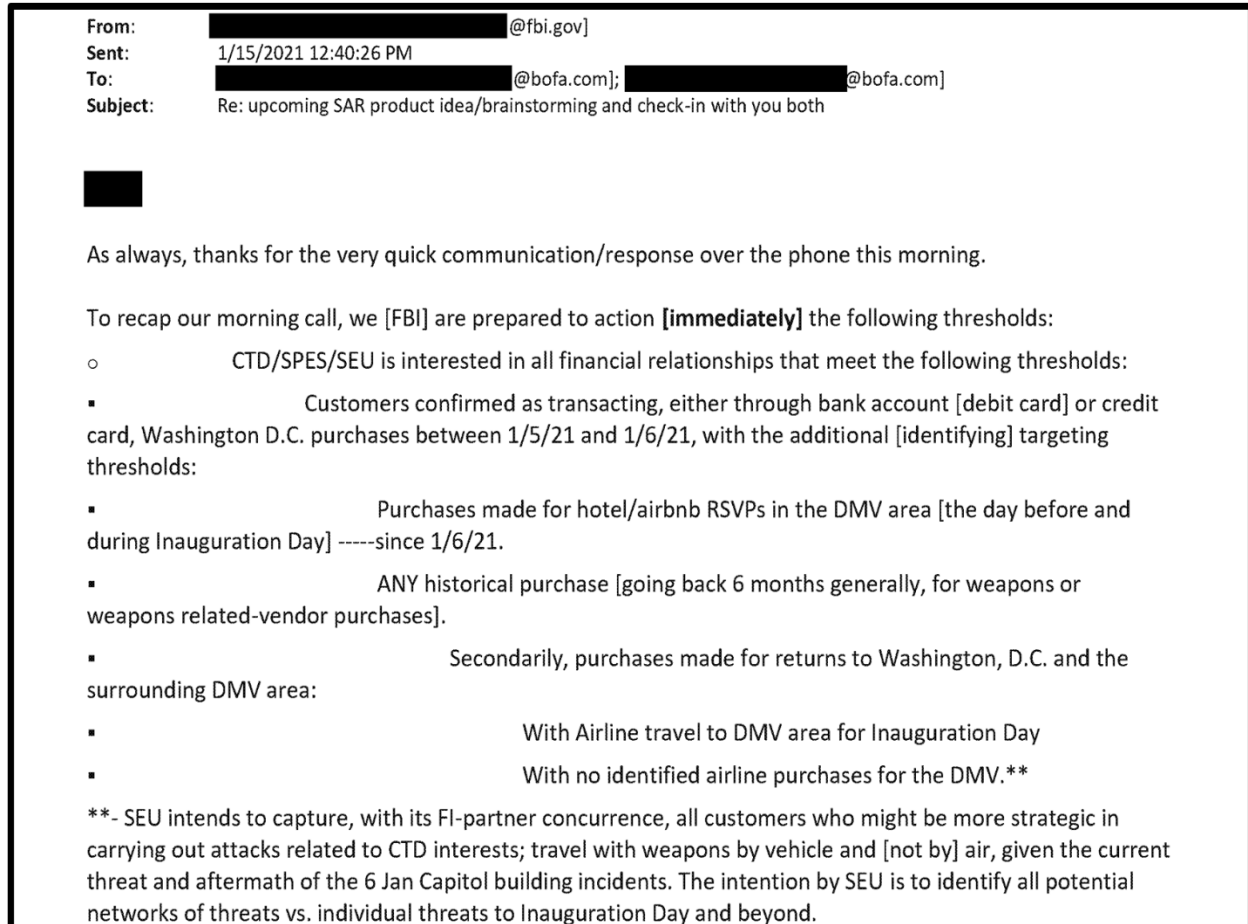 From: @fbi.gov]
Sent: 1/15/2021 12:40:26 PM
To: @bofa.com]; @bofa.com]
Subject: Re: upcoming SAR product idea/brainstorming and check-in with you both
As always, thanks for the very quick communication/response over the phone this morning.
To recap our morning call, we [FBI] are prepared to action [immediately] the following thresholds:
○ CTD/SPES/SEU is interested in all financial relationships that meet the following thresholds:
▪ Customers confirmed as transacting, either through bank account [debit card] or credit
card, Washington D.C. purchases between 1/5/21 and 1/6/21, with the additional [identifying] targeting
thresholds:
▪ Purchases made for hotel/airbnb RSVPs in the DMV area [the day before and
during Inauguration Day] -----since 1/6/21.
▪ ANY historical purchase [going back 6 months generally, for weapons or
weapons related-vendor purchases].
▪ Secondarily, purchases made for returns to Washington, D.C. and the
surrounding DMV area:
▪ With Airline travel to DMV area for Inauguration Day
▪ With no identified airline purchases for the DMV.**
**- SEU intends to capture, with its FI-partner concurrence, all customers who might be more strategic in
carrying out attacks related to CTD interests; travel with weapons by vehicle and [not by] air, given the current
threat and aftermath of the 6 Jan Capitol building incidents. The intention by SEU is to identify all potential
networks of threats vs. individual threats to Inauguration Day and beyond.